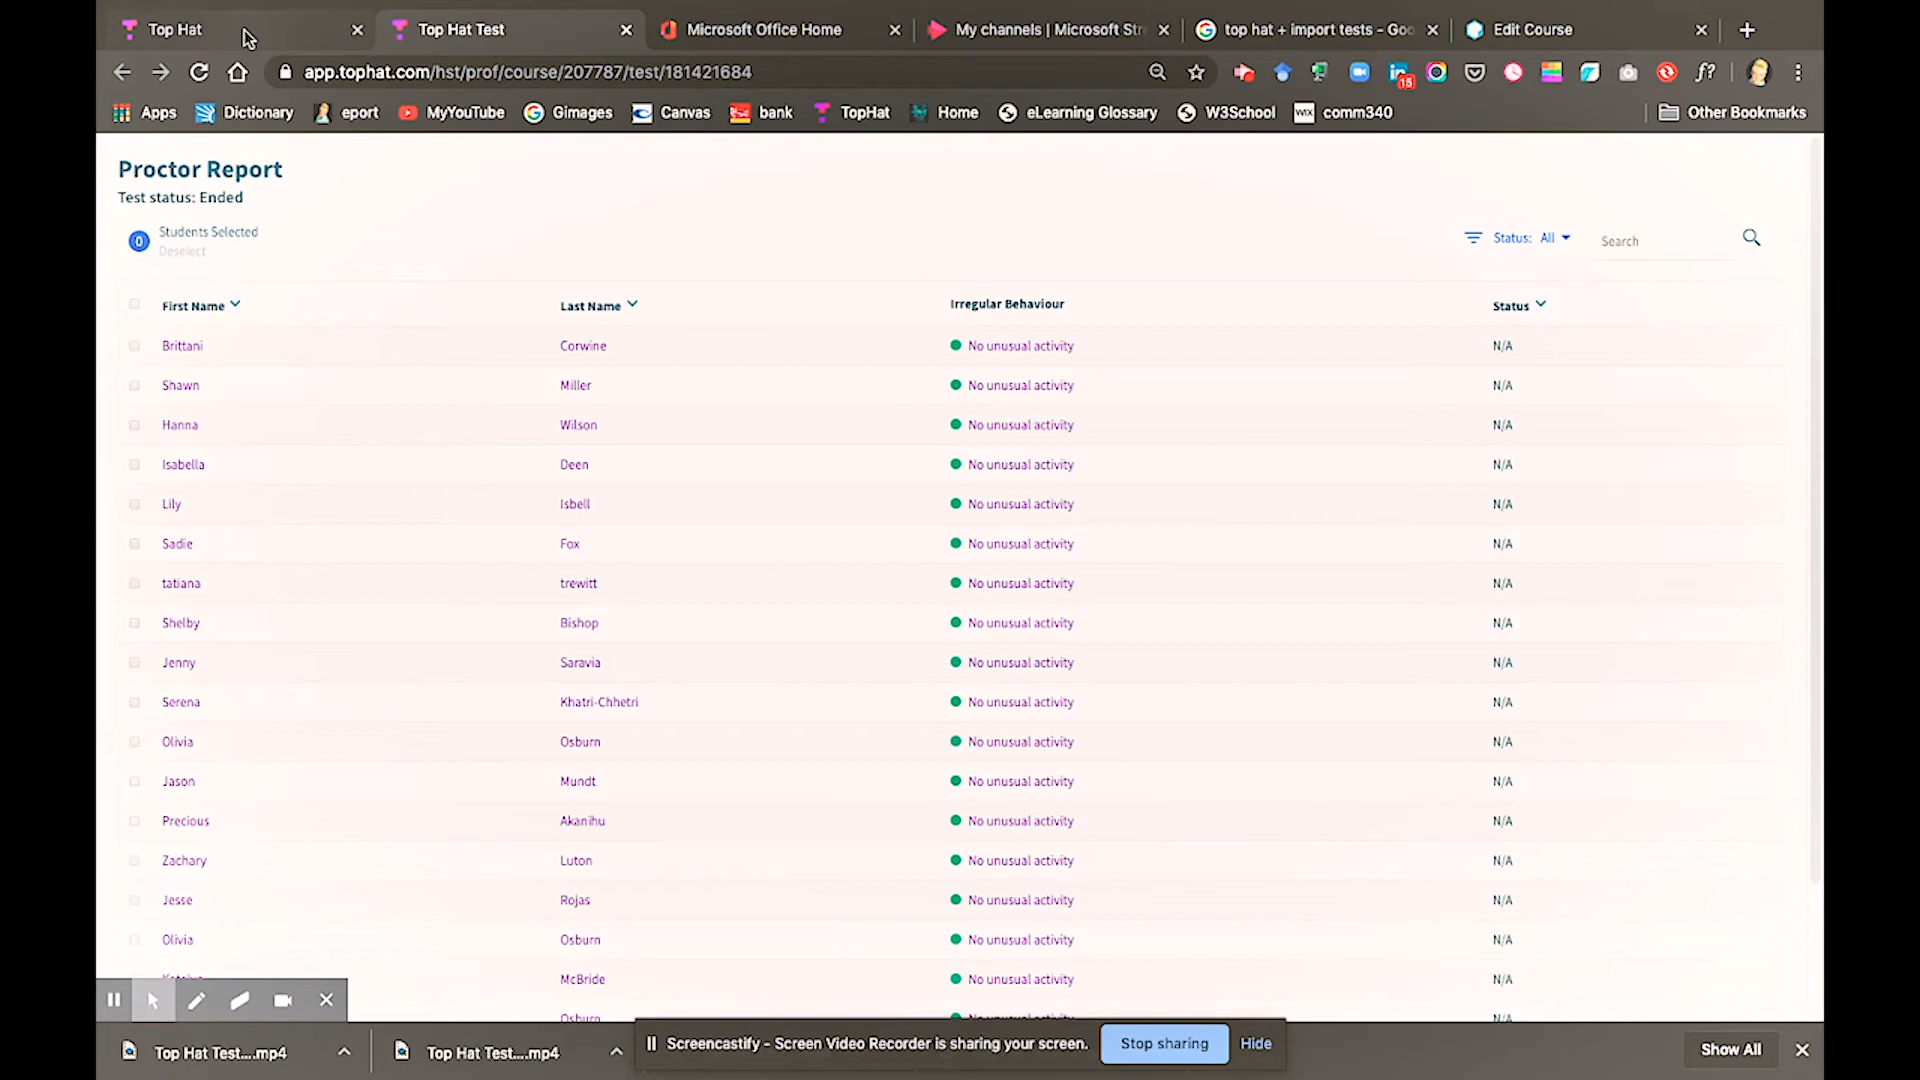 Top Hat
Top Hat Test
Microsoft Office Home
My channels | Microsoft Str
top hat + import tests - Goo
Edit Course
app.tophat.com/hst/prof/course/207787/test/181421684
15
f?
Apps
Dictionary
eport
MyYouTube
Gimages
Canvas
bank
TopHat
Home
eLearning Glossary
W3School
WIX comm340
Other Bookmarks
Proctor Report
Test status: Ended
0 Students Selected
Deselect
Status: All
Search
First Name Last Name Irregular Behaviour Status
Brittani Corwine No unusual activity N/A
Shawn Miller No unusual activity N/A
Hanna Wilson No unusual activity N/A
Isabella Deen No unusual activity N/A
Lily Isbell No unusual activity N/A
Sadie Fox No unusual activity N/A
tatiana trewitt No unusual activity N/A
Shelby Bishop No unusual activity N/A
Jenny Saravia No unusual activity N/A
Serena Khatri-Chhetri No unusual activity N/A
Olivia Osburn No unusual activity N/A
Jason Mundt No unusual activity N/A
Precious Akanihu No unusual activity N/A
Zachary Luton No unusual activity N/A
Jesse Rojas No unusual activity N/A
Olivia Osburn No unusual activity N/A
McBride No unusual activity N/A
Osburn No unusual activity N/A
Top Hat Test....mp4
Top Hat Test....mp4
Screencastify - Screen Video Recorder is sharing your screen.
Stop sharing
Hide
Show All